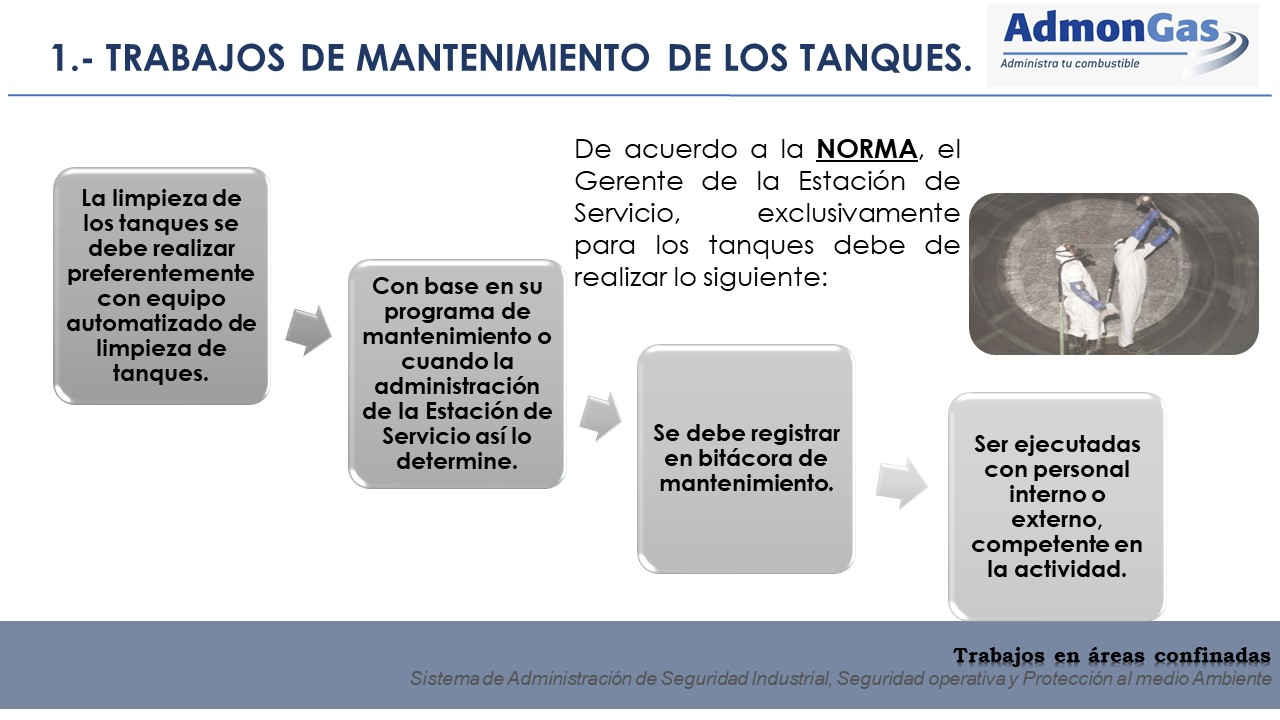 1.- TRABAJOS DE MANTENIMIENTO DE LOS TANQUES.
AdmonGas
Administra tu combustible
De acuerdo a la NORMA, el
Gerente de la Estación de
Servicio, exclusivamente
para los tanques debe de
realizar lo siguiente:
La limpieza de
los tanques se
debe realizar
preferentemente
con equipo
automatizado de
limpieza de
tanques.
Con base en su
programa de
mantenimiento o
cuando la
administración
de la Estación de
Servicio así lo
determine.
Se debe registrar
en bitácora de
mantenimiento.
Ser ejecutadas
con personal
interno o
externo,
competente en
la actividad.
Trabajos en áreas confinadas
Sistema de Administración de Seguridad Industrial, Seguridad operativa y Protección al medio Ambiente